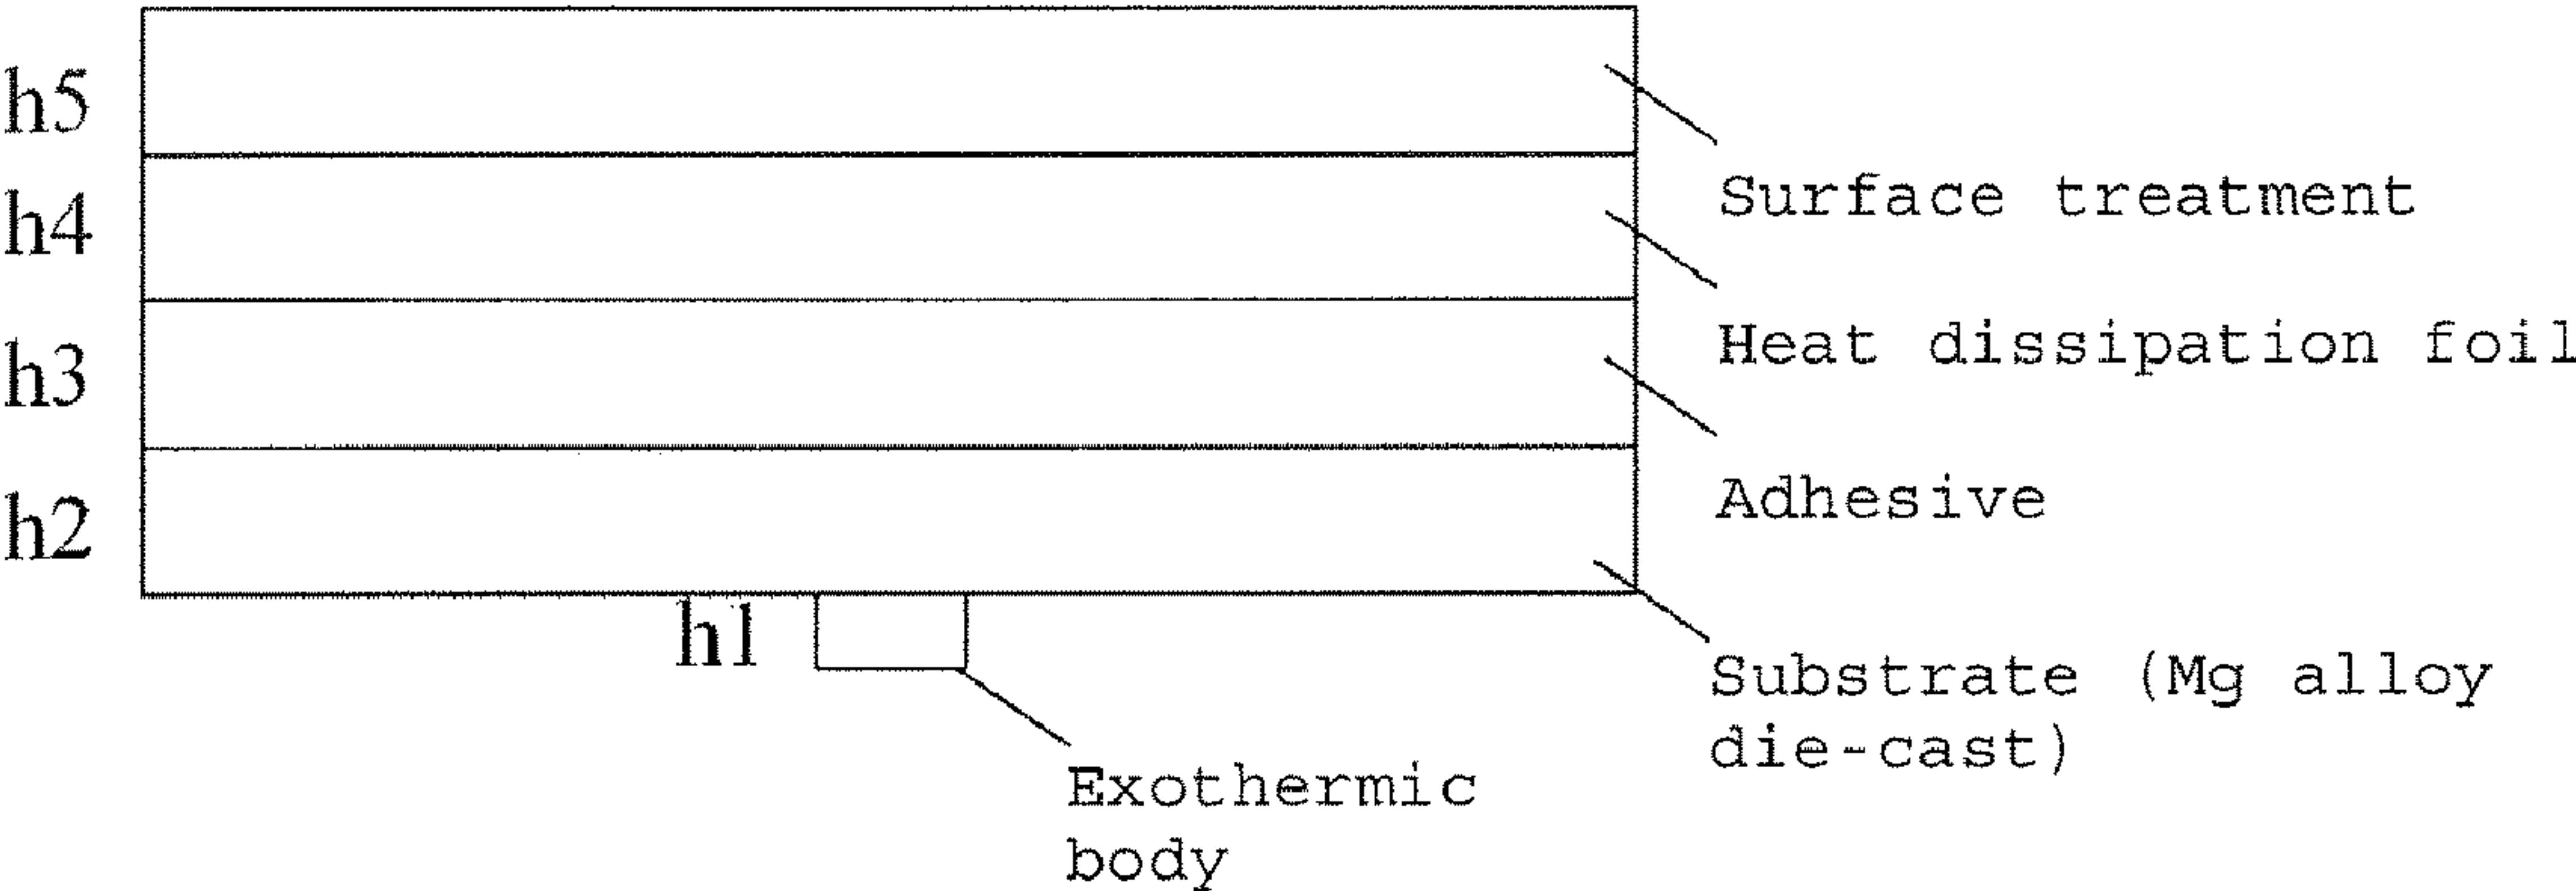 h5
Surface treatment
h4
Heat dissipation foil
h3
Adhesive
h2
h1
Substrate (Mg alloy
die-cast)
Exothermic
body